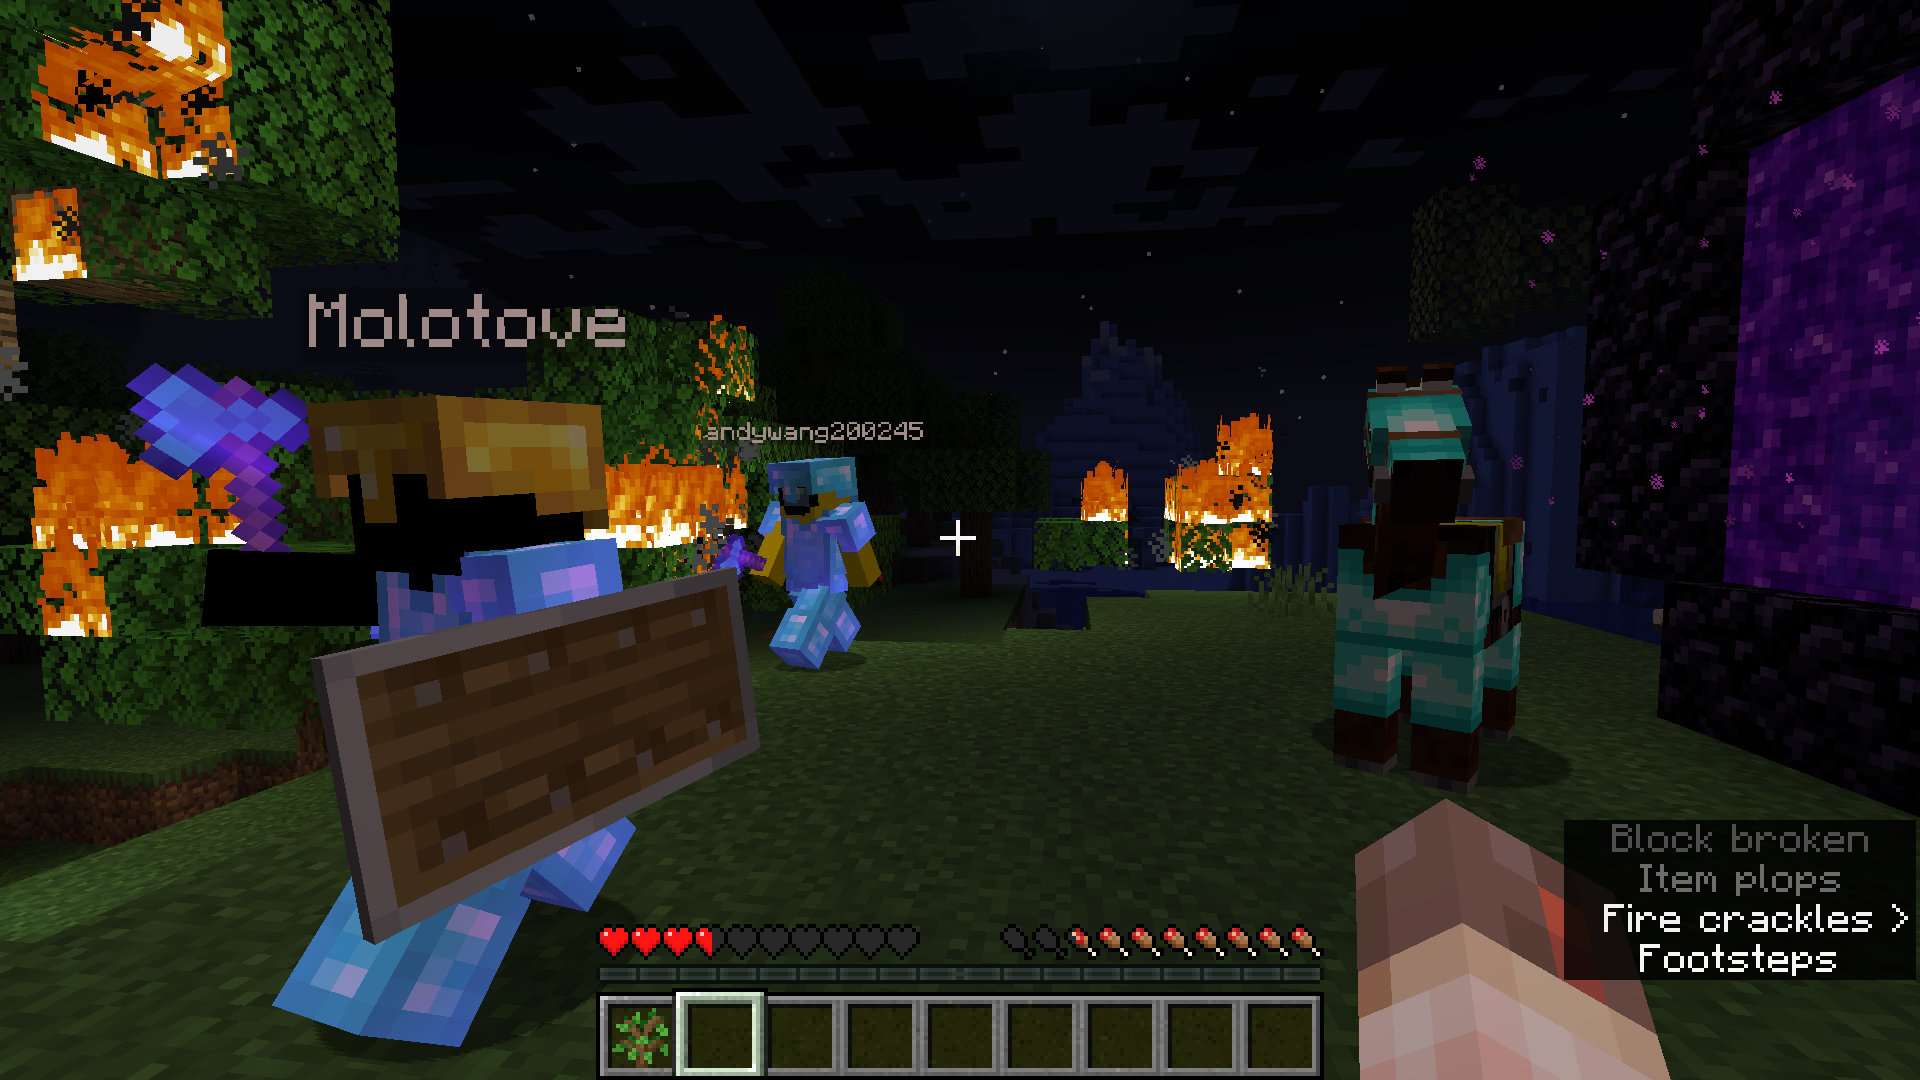 Molotove
andywang200245
Block broken
Item plops
Fire crackles >
Footsteps